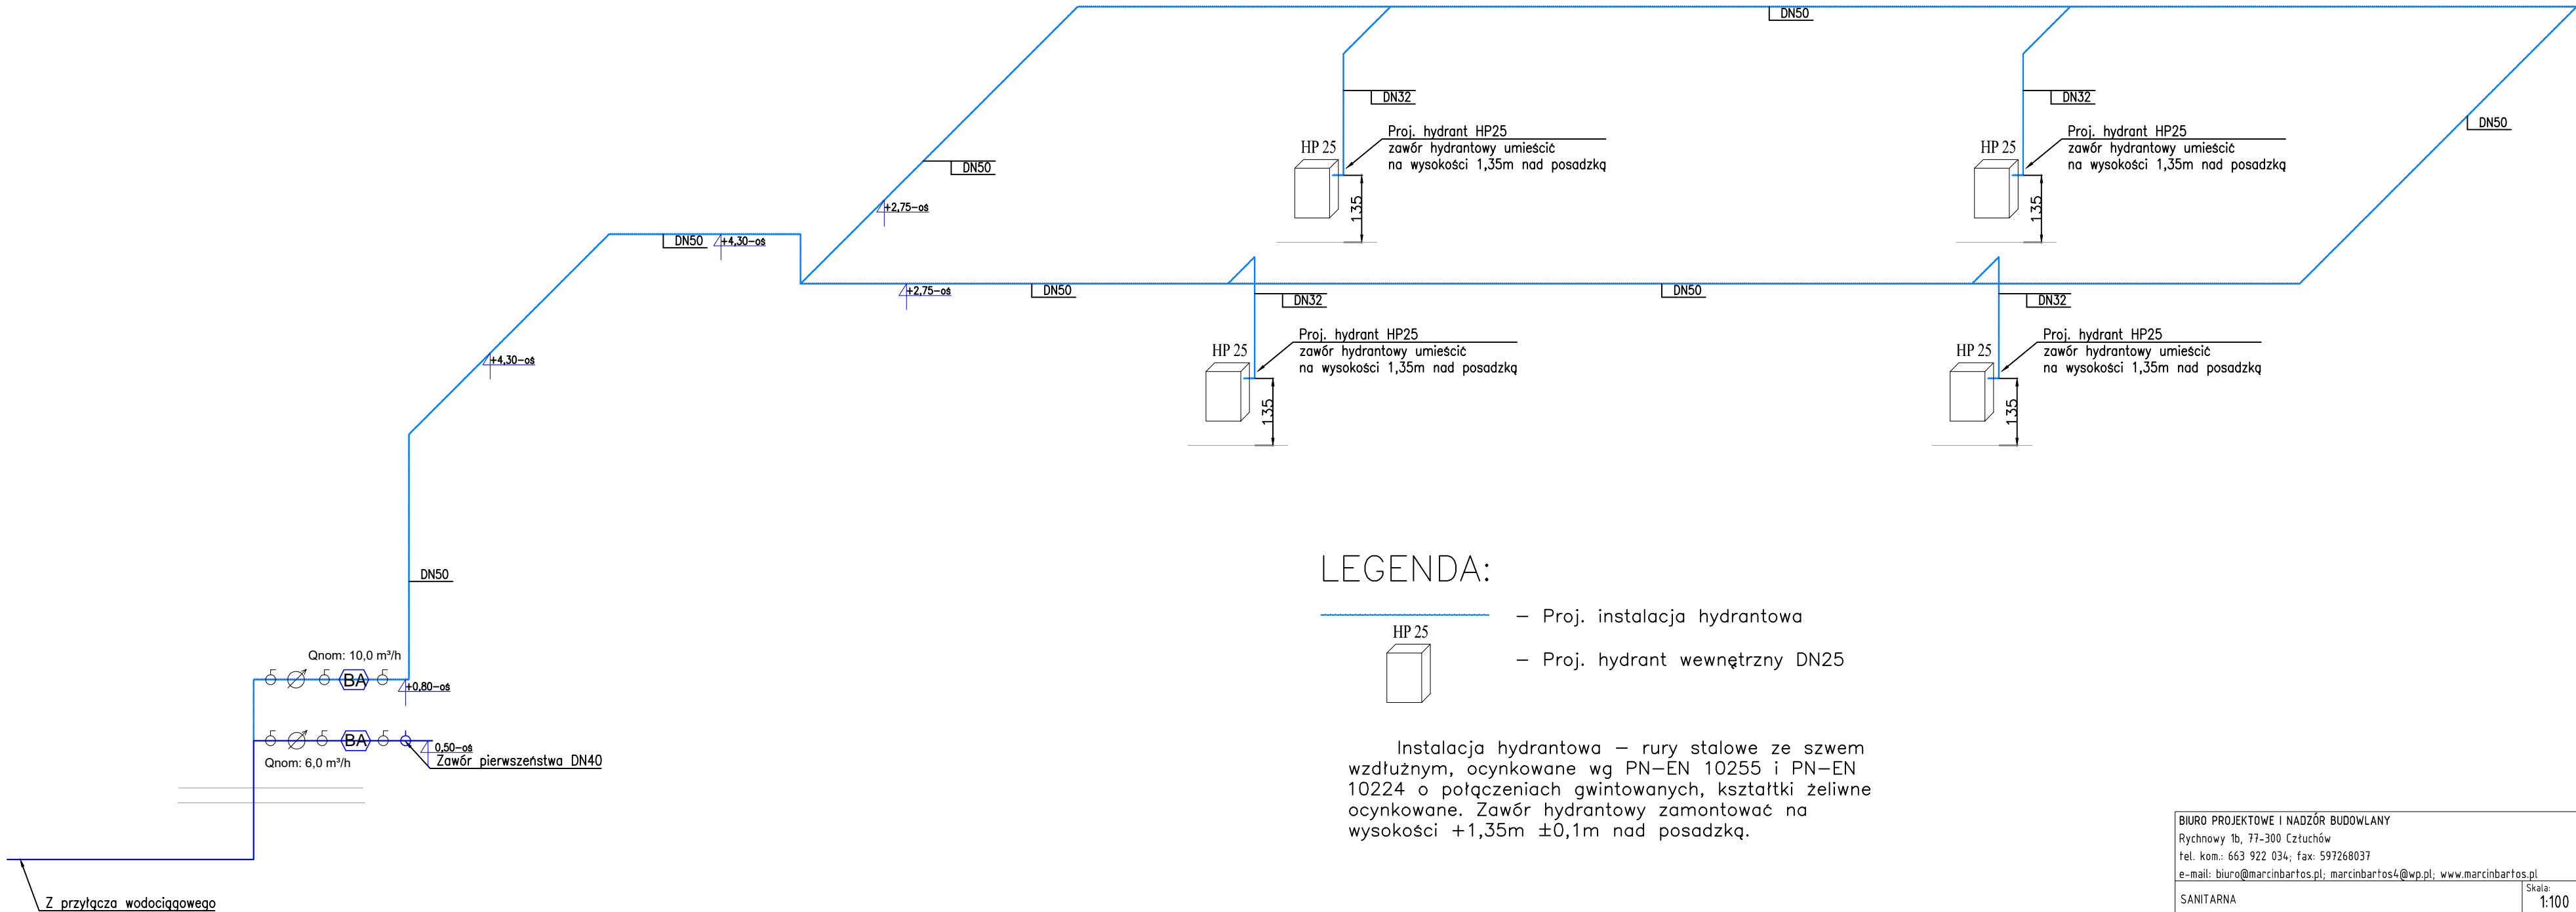 DN50
DN32
DN32
DN50
Proj. hydrant HP25
zawór hydrantowy umieścić
na wysokości 1,35m nad posadzką
HP 25
135
Proj. hydrant HP25
zawór hydrantowy umieścić
na wysokości 1,35m nad posadzką
HP 25
135
DN50
+2,75-oś
DN50
+4,30-oś
+2,75-oś
DN50
DN50
DN32
DN32
+4,30-oś
Proj. hydrant HP25
zawór hydrantowy umieścić
na wysokości 1,35m nad posadzką
HP 25
135
Proj. hydrant HP25
zawór hydrantowy umieścić
na wysokości 1,35m nad posadzką
HP 25
135
DN50
Qnom: 10,0 m³/h
BA
+0,80-oś
BA
0,50-oś
Zawór pierwszeństwa DN40
Qnom: 6,0 m³/h
Z przyłącza wodociągowego
LEGENDA:
– Proj. instalacja hydrantowa
HP 25
– Proj. hydrant wewnętrzny DN25
Instalacja hydrantowa – rury stalowe ze szwem
wzdłużnym, ocynkowane wg PN–EN 10255 i PN–EN
10224 o połączeniach gwintowanych, kształtki żeliwne
ocynkowane. Zawór hydrantowy zamontować na
wysokości +1,35m ±0,1m nad posadzką.
BIURO PROJEKTOWE I NADZÓR BUDOWLANY
Rychnowy 1b, 77-300 Człuchów
tel. kom.: 663 922 034; fax: 597268037
e-mail: biuro@marcinbartos.pl; marcinbartos4@wp.pl; www.marcinbartos.pl
SANITARNA
Skala:
1:100